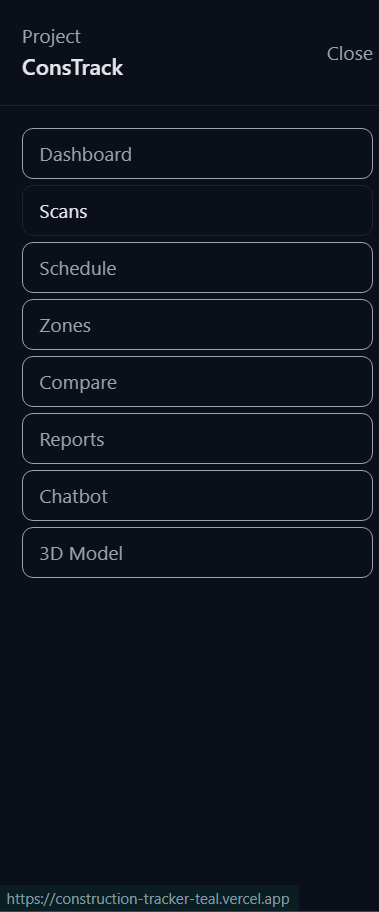 Project
ConsTrack
Close
Dashboard
Scans
Schedule
Zones
Compare
Reports
Chatbot
3D Model
https://construction-tracker-teal.vercel.app